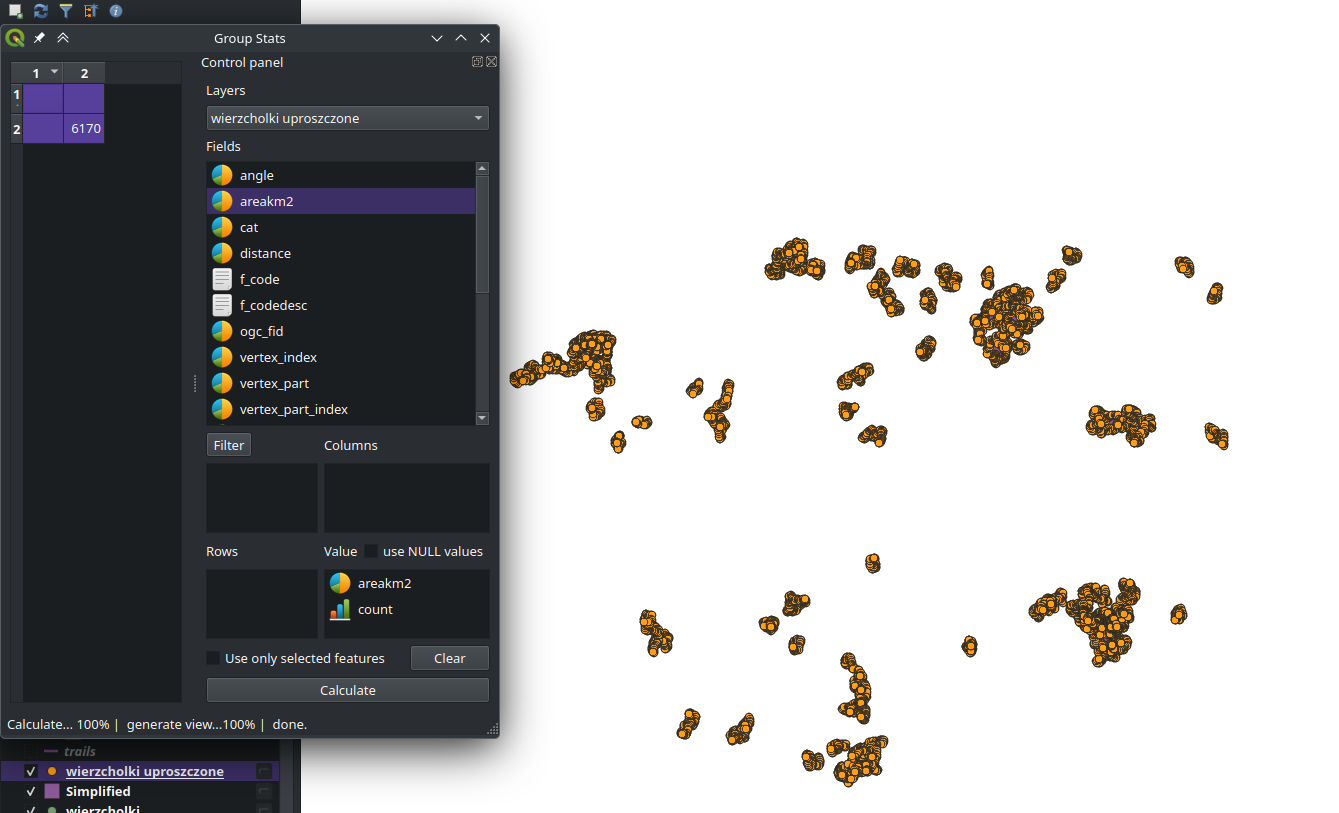 Group Stats
Control panel
1 2
1
2 6170
Layers
wierzcholki uproszczone
Fields
angle
areakm2
cat
distance
f_code
f_codedesc
ogc_fid
vertex_index
vertex_part
vertex_part_index
Filter Columns
Rows Value use NULL values
areakm2
count
Use only selected features Clear
Calculate
Calculate... 100% | generate view...100% | done.
trails
wierzcholki uproszczone
Simplified
wierzcholki